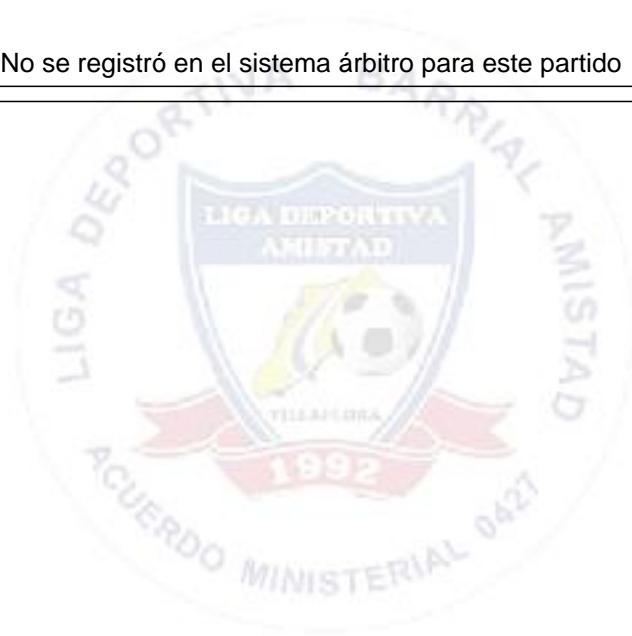 No se registró en el sistema árbitro para este partido
LIGA DEPORTIVA BARRIAL AMISTAD
LIGA DEPORTIVA
AMISTAD
VILLAFLORA
1992
ACUERDO MINISTERIAL 0427